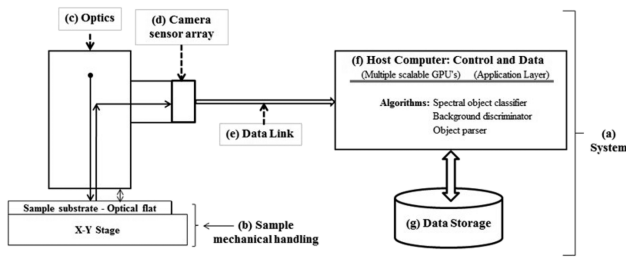 (c) Optics
(d) Camera
sensor array
(f) Host Computer: Control and Data
(Multiple scalable GPU's) (Application Layer)
Algorithms: Spectral object classifier
Background discriminator
Object parser
(e) Data Link
(a)
System
Sample substrate - Optical flat
X-Y Stage
(b) Sample
mechanical handling
(g) Data Storage